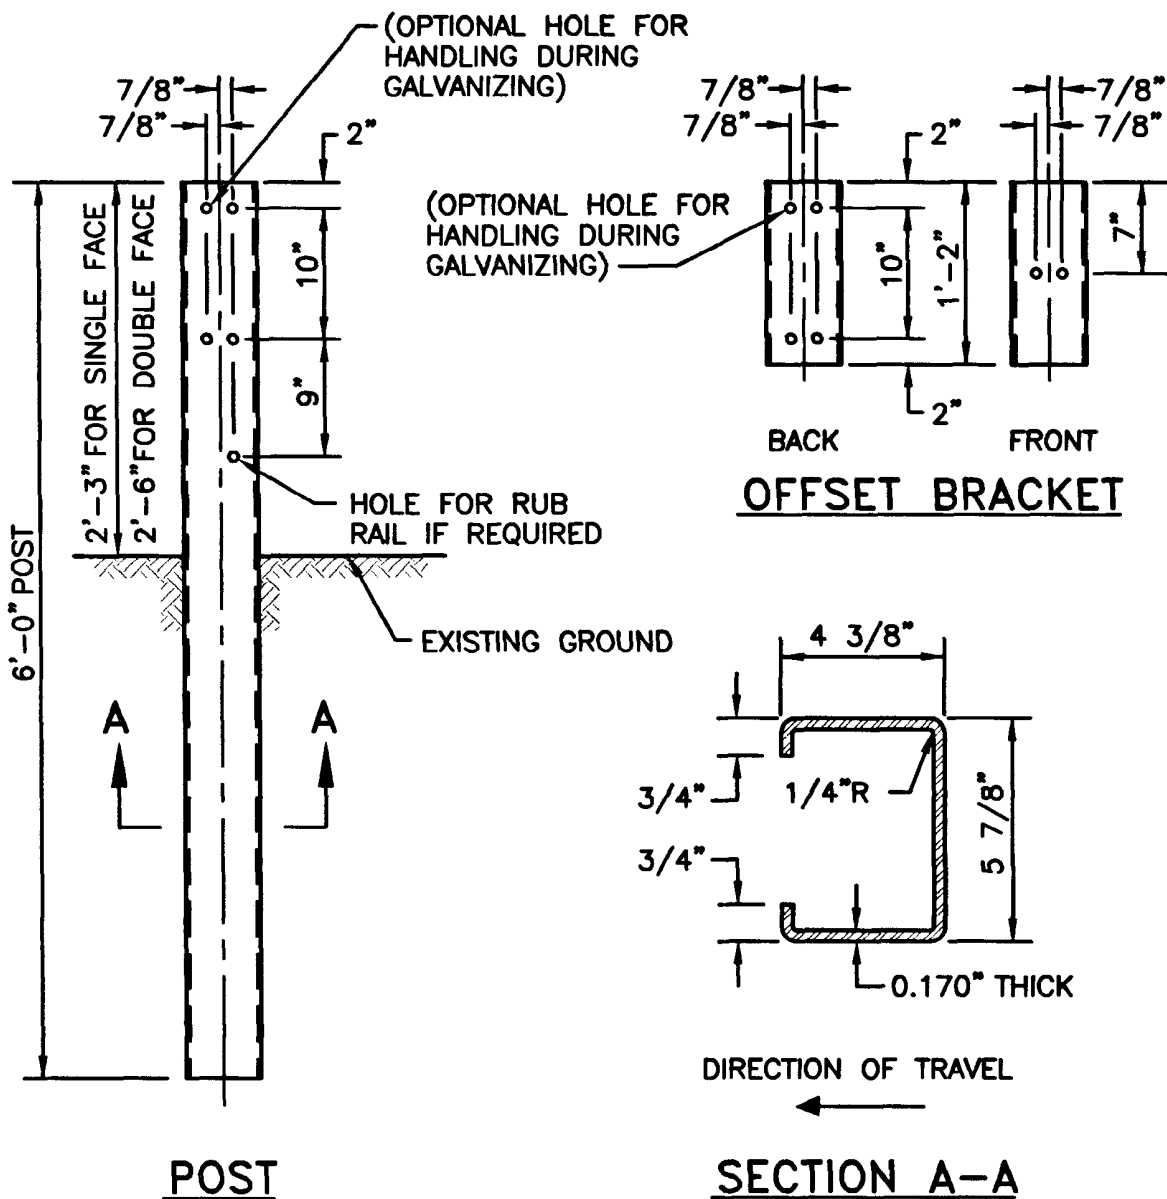 (OPTIONAL HOLE FOR
HANDLING DURING
GALVANIZING)
7/8"
7/8"
2"
10"
9"
2'-3" FOR SINGLE FACE
2'-6" FOR DOUBLE FACE
6'-0" POST
HOLE FOR RUB
RAIL IF REQUIRED
EXISTING GROUND
A
A
POST
7/8"
7/8"
2"
(OPTIONAL HOLE FOR
HANDLING DURING
GALVANIZING)
10"
1'-2"
2"
7/8"
7/8"
7"
BACK
FRONT
OFFSET BRACKET
4 3/8"
3/4"
1/4"R
3/4"
5 7/8"
0.170" THICK
DIRECTION OF TRAVEL
SECTION A-A